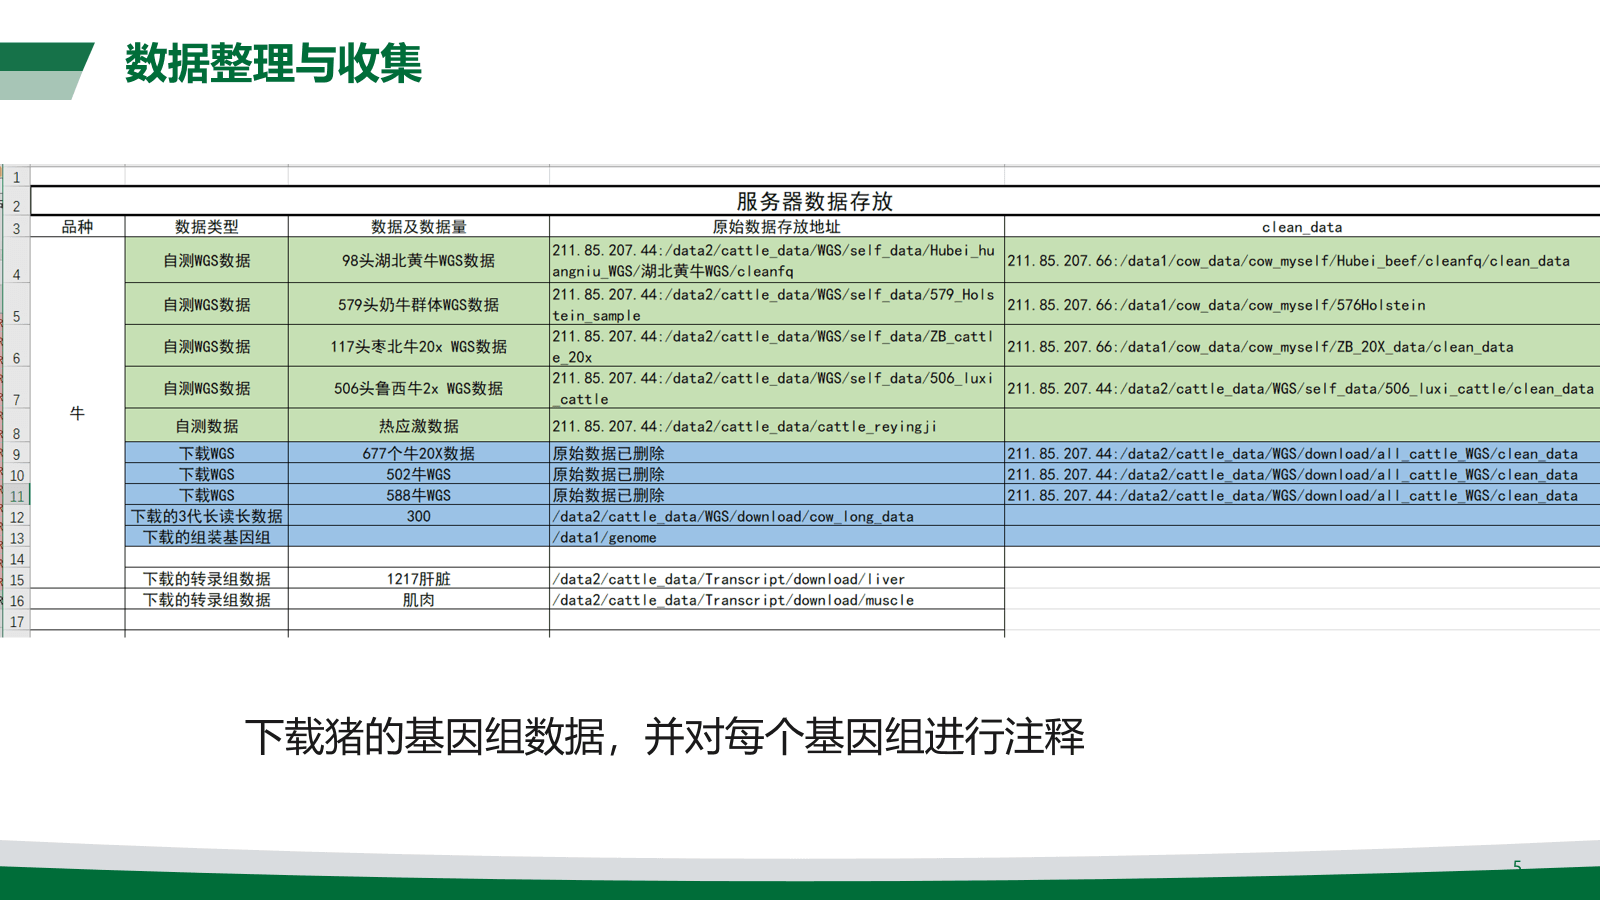 数据整理与收集
1
2 服务器数据存放
3 品种 数据类型 数据及数据量 原始数据存放地址 clean_data
4 自测WGS数据 98头湖北黄牛WGS数据 211.85.207.44:/data2/cattle_data/WGS/self_data/Hubei_hu
angniu_WGS/湖北黄牛WGS/cleanfq 211.85.207.66:/data1/cow_data/cow_myself/Hubei_beef/cleanfq/clean_data
5 自测WGS数据 579头奶牛群体WGS数据 211.85.207.44:/data2/cattle_data/WGS/self_data/579_Hols
tein_sample 211.85.207.66:/data1/cow_data/cow_myself/576Holstein
6 自测WGS数据 117头枣北牛20x WGS数据 211.85.207.44:/data2/cattle_data/WGS/self_data/ZB_cattl
e_20x 211.85.207.66:/data1/cow_data/cow_myself/ZB_20X_data/clean_data
7 自测WGS数据 506头鲁西牛2x WGS数据 211.85.207.44:/data2/cattle_data/WGS/self_data/506_luxi
_cattle 211.85.207.44:/data2/cattle_data/WGS/self_data/506_luxi_cattle/clean_data
牛
8 自测数据 热应激数据 211.85.207.44:/data2/cattle_data/cattle_reyingji
9 下载WGS 677个牛20X数据 原始数据已删除 211.85.207.44:/data2/cattle_data/WGS/download/all_cattle_WGS/clean_data
10 下载WGS 502牛WGS 原始数据已删除 211.85.207.44:/data2/cattle_data/WGS/download/all_cattle_WGS/clean_data
11 下载WGS 588牛WGS 原始数据已删除 211.85.207.44:/data2/cattle_data/WGS/download/all_cattle_WGS/clean_data
12 下载的3代长读长数据 300 /data2/cattle_data/WGS/download/cow_long_data
13 下载的组装基因组 /data1/genome
14
15 下载的转录组数据 1217肝脏 /data2/cattle_data/Transcript/download/liver
16 下载的转录组数据 肌肉 /data2/cattle_data/Transcript/download/muscle
17
下载猪的基因组数据，并对每个基因组进行注释
5